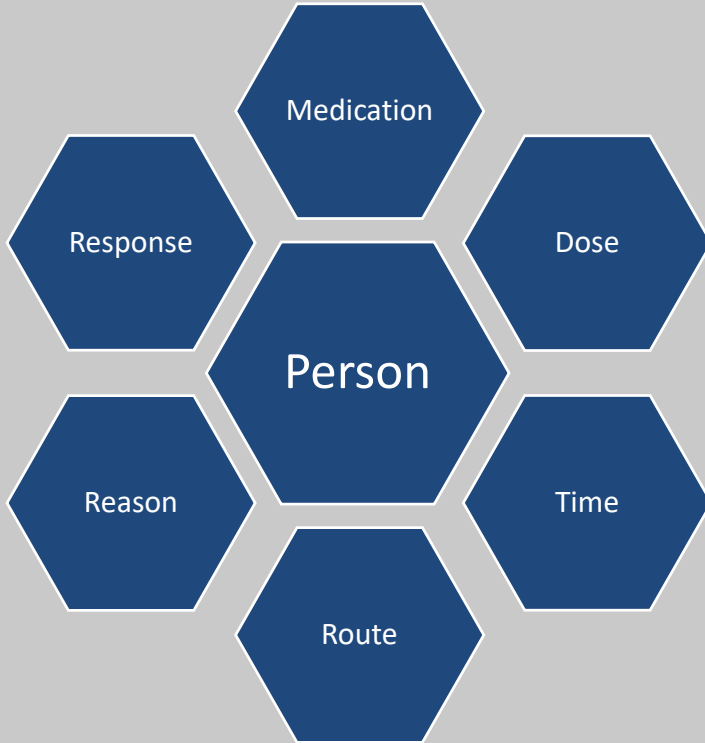 Medication
Response
Dose
Person
Reason
Time
Route